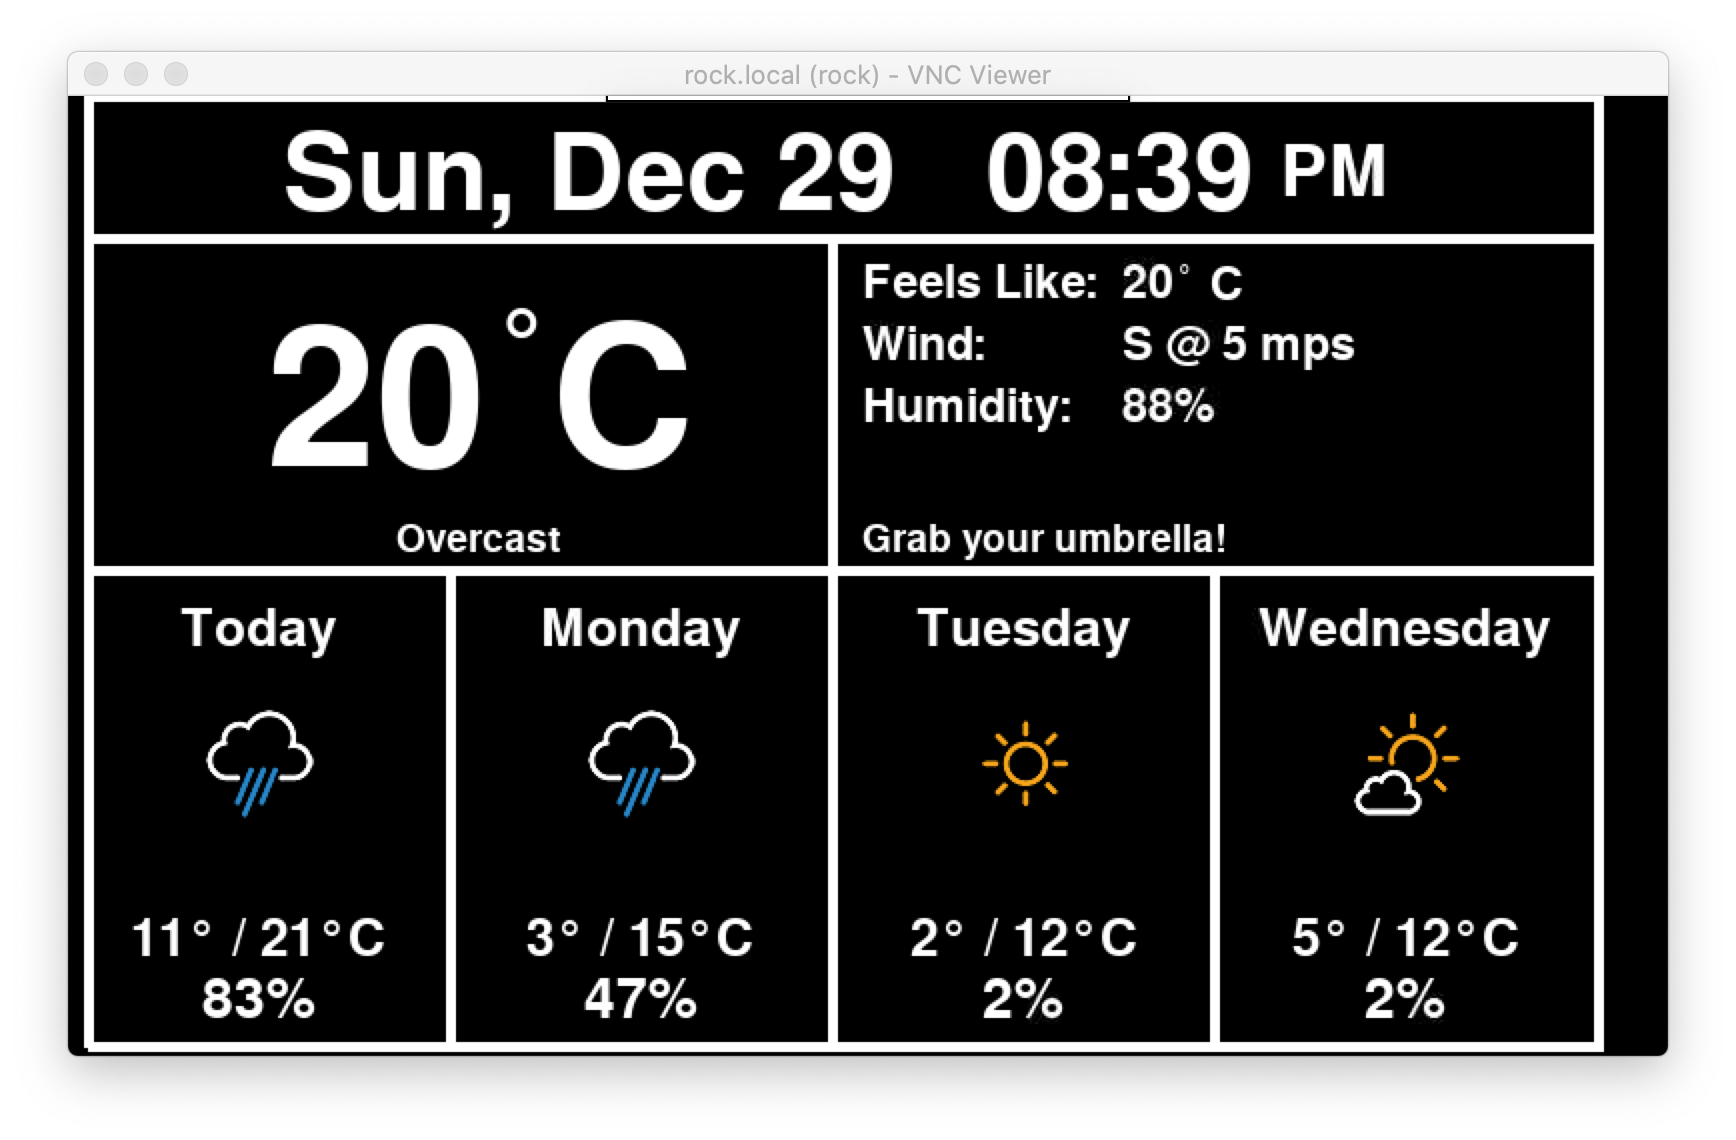 rock.local (rock) - VNC Viewer
Sun, Dec 29 08:39 PM
20°C
Overcast
Feels Like: 20° C
Wind: S @ 5 mps
Humidity: 88%
Grab your umbrella!
Today
11° / 21°C
83%
Monday
3° / 15°C
47%
Tuesday
2° / 12°C
2%
Wednesday
5° / 12°C
2%